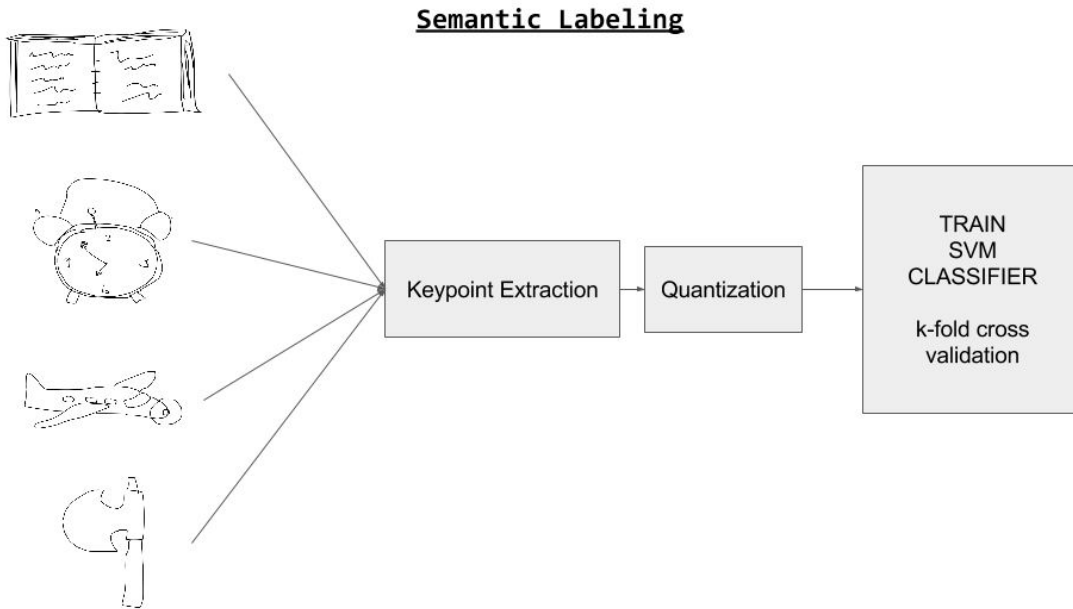 Semantic Labeling
Keypoint Extraction
Quantization
TRAIN
SVM
CLASSIFIER
k-fold cross
validation